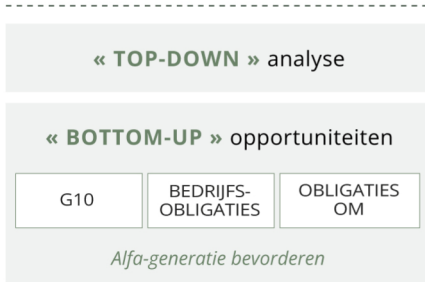 « TOP-DOWN » analyse
« BOTTOM-UP » opportuniteiten
G10
BEDRIJFS-
OBLIGATIES
OBLIGATIES
OM
Alfa-generatie bevorderen